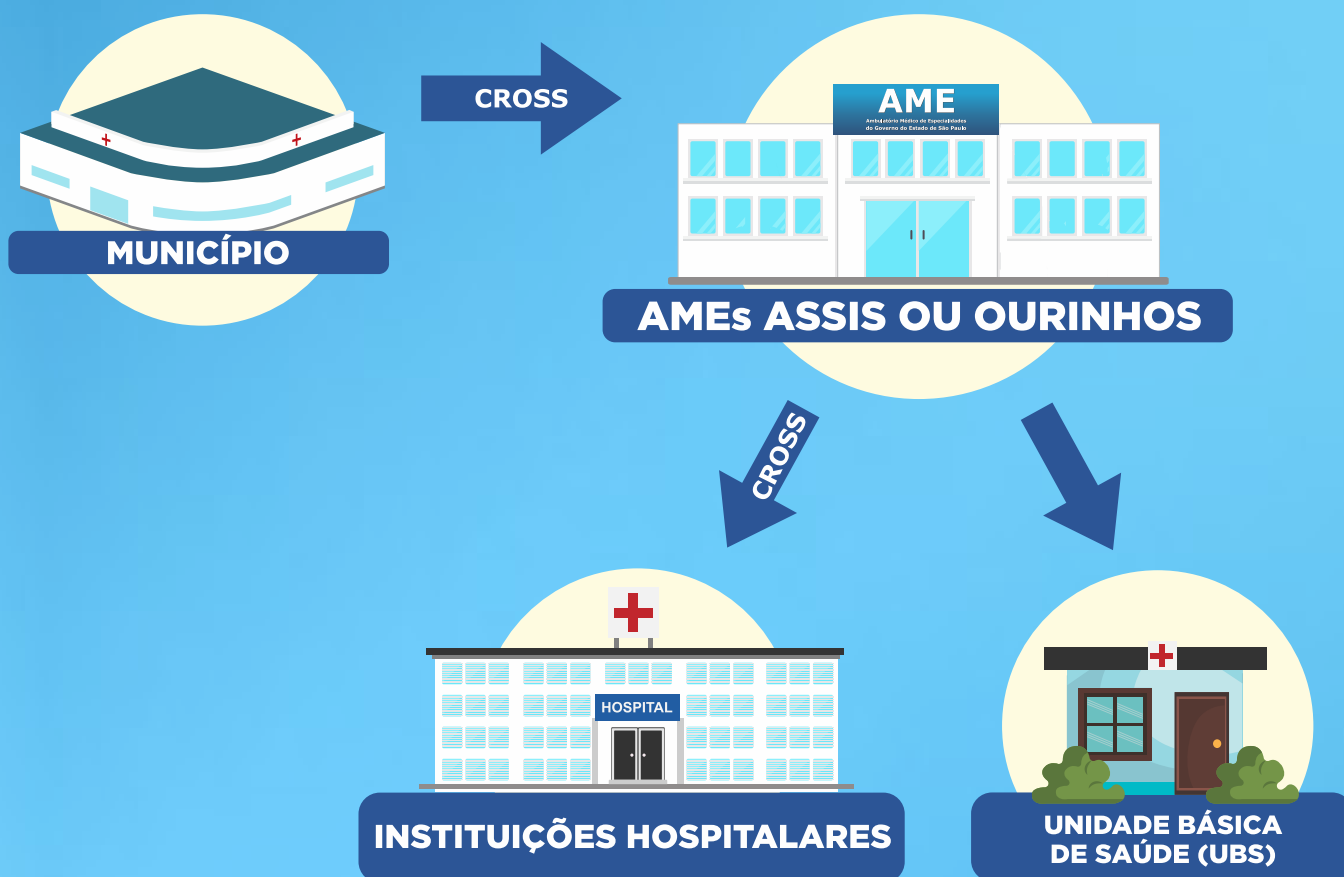 CROSS
AME
Ambulatório Médico de Especialidades
do Governo do Estado de São Paulo
MUNICÍPIO
AMEs ASSIS OU OURINHOS
CROSS
HOSPITAL
INSTITUIÇÕES HOSPITALARES
UNIDADE BÁSICA
DE SAÚDE (UBS)